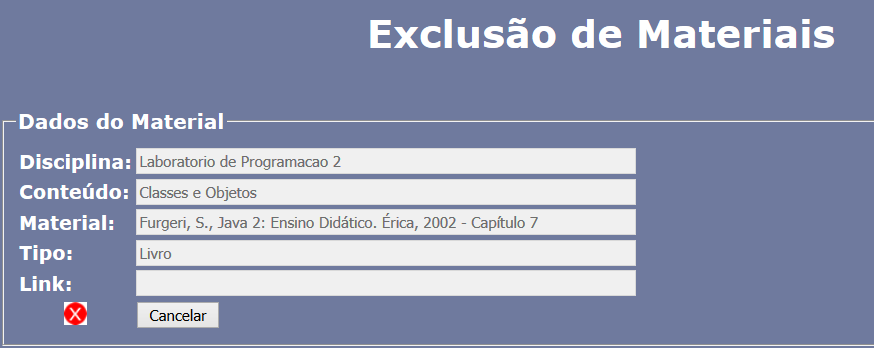 Exclusão de Materiais
Dados do Material
Disciplina: Laboratorio de Programacao 2
Conteúdo: Classes e Objetos
Material: Furgeri, S., Java 2: Ensino Didático. Érica, 2002 - Capítulo 7
Tipo: Livro
Link:
X Cancelar